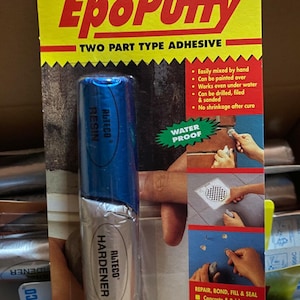 EpoPutty
TWO PART TYPE ADHESIVE
• Easily mixed by hand
• Can be painted over
• Works even under water
• Can be drilled, filed
& sanded
• No shrinkage after cure
WATER
PROOF
ALTECO
RESIN
ALTECO
HARDENER
REPAIR, BOND, FILL & SEAL